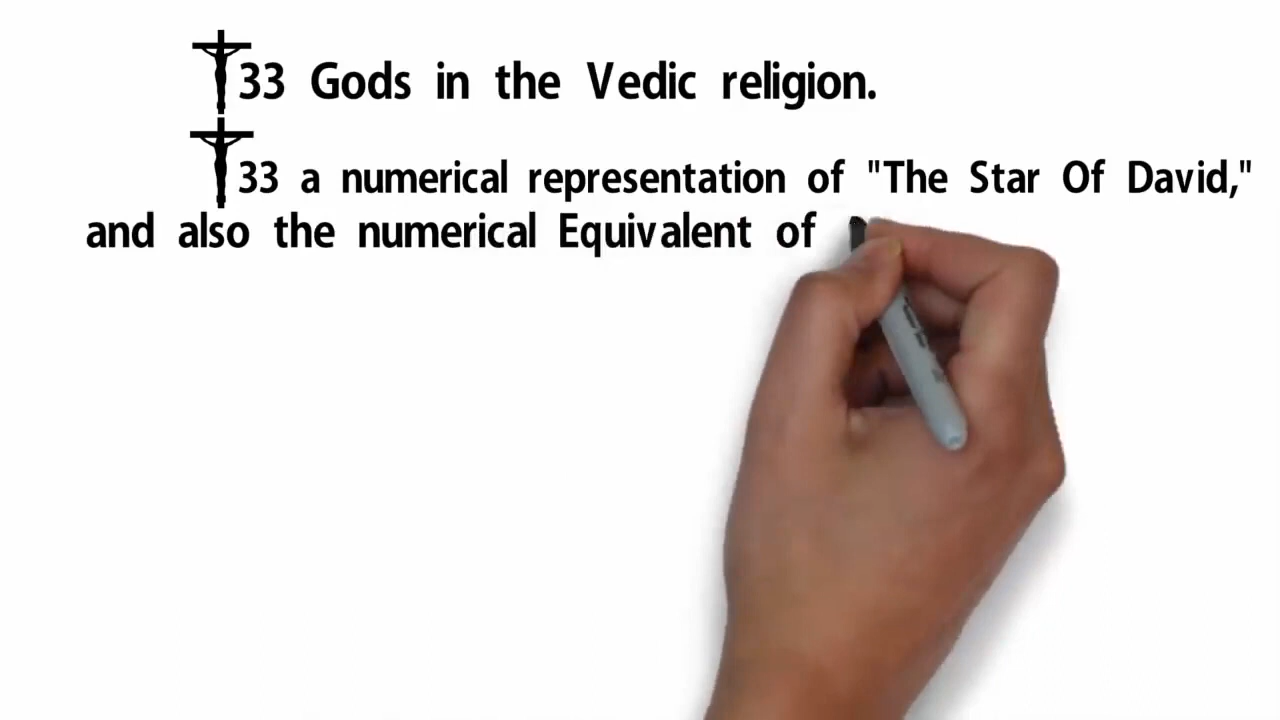 33 Gods in the Vedic religion.
33 a numerical representation of "The Star Of David,"
and also the numerical Equivalent of